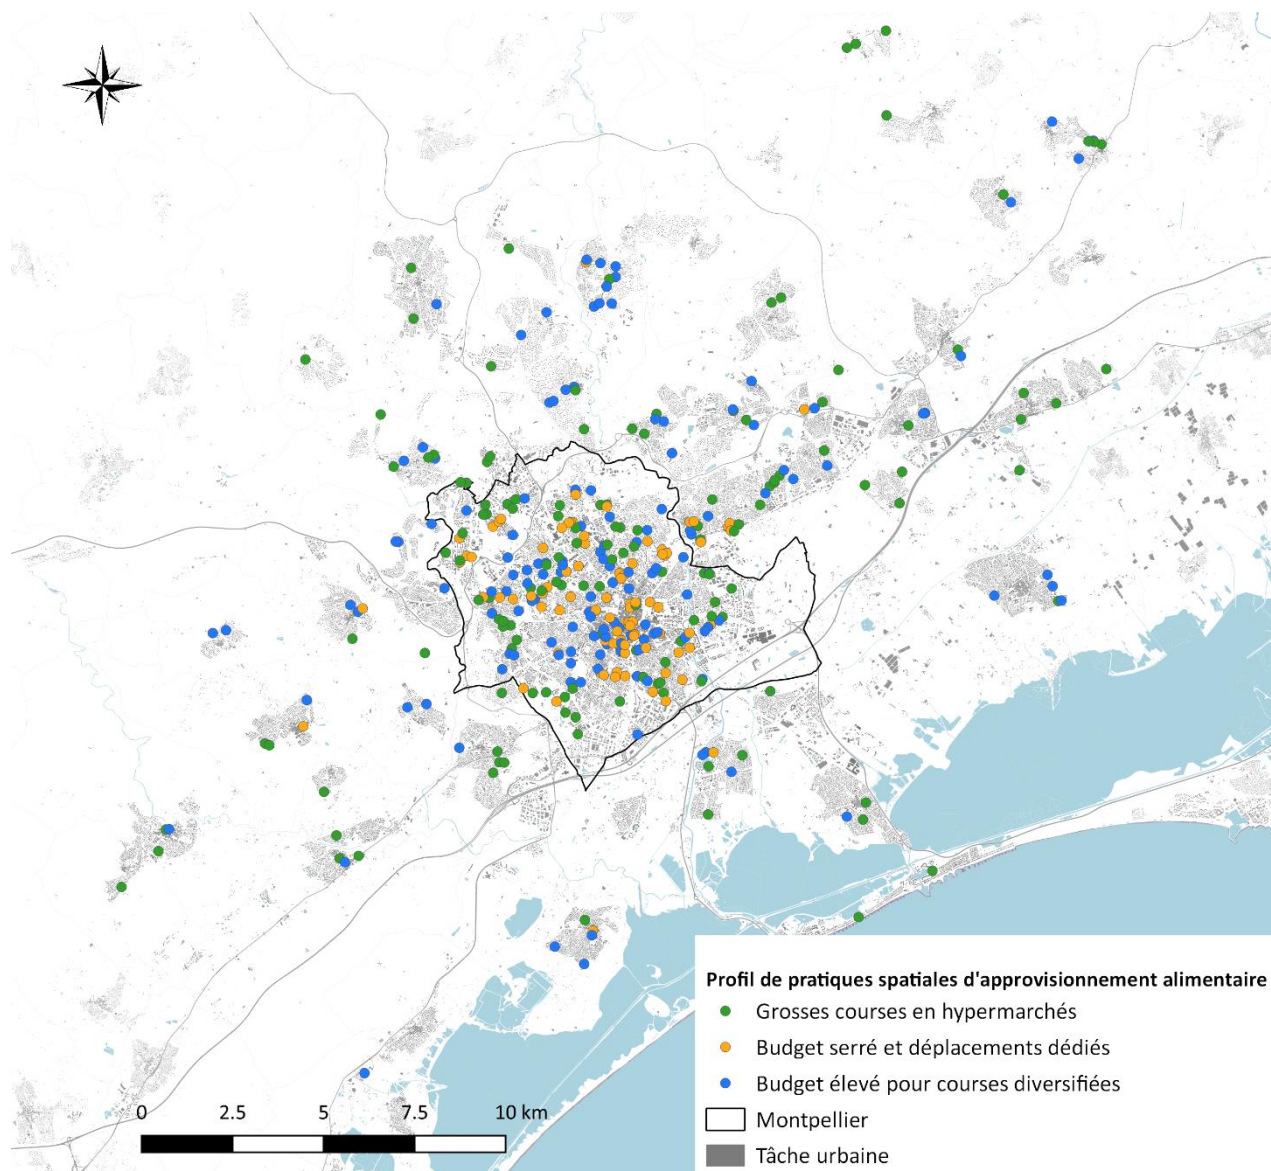 0 2.5 5 7.5 10 km
Profil de pratiques spatiales d'approvisionnement alimentaire
Grosses courses en hypermarchés
Budget serré et déplacements dédiés
Budget élevé pour courses diversifiées
Montpellier
Tâche urbaine